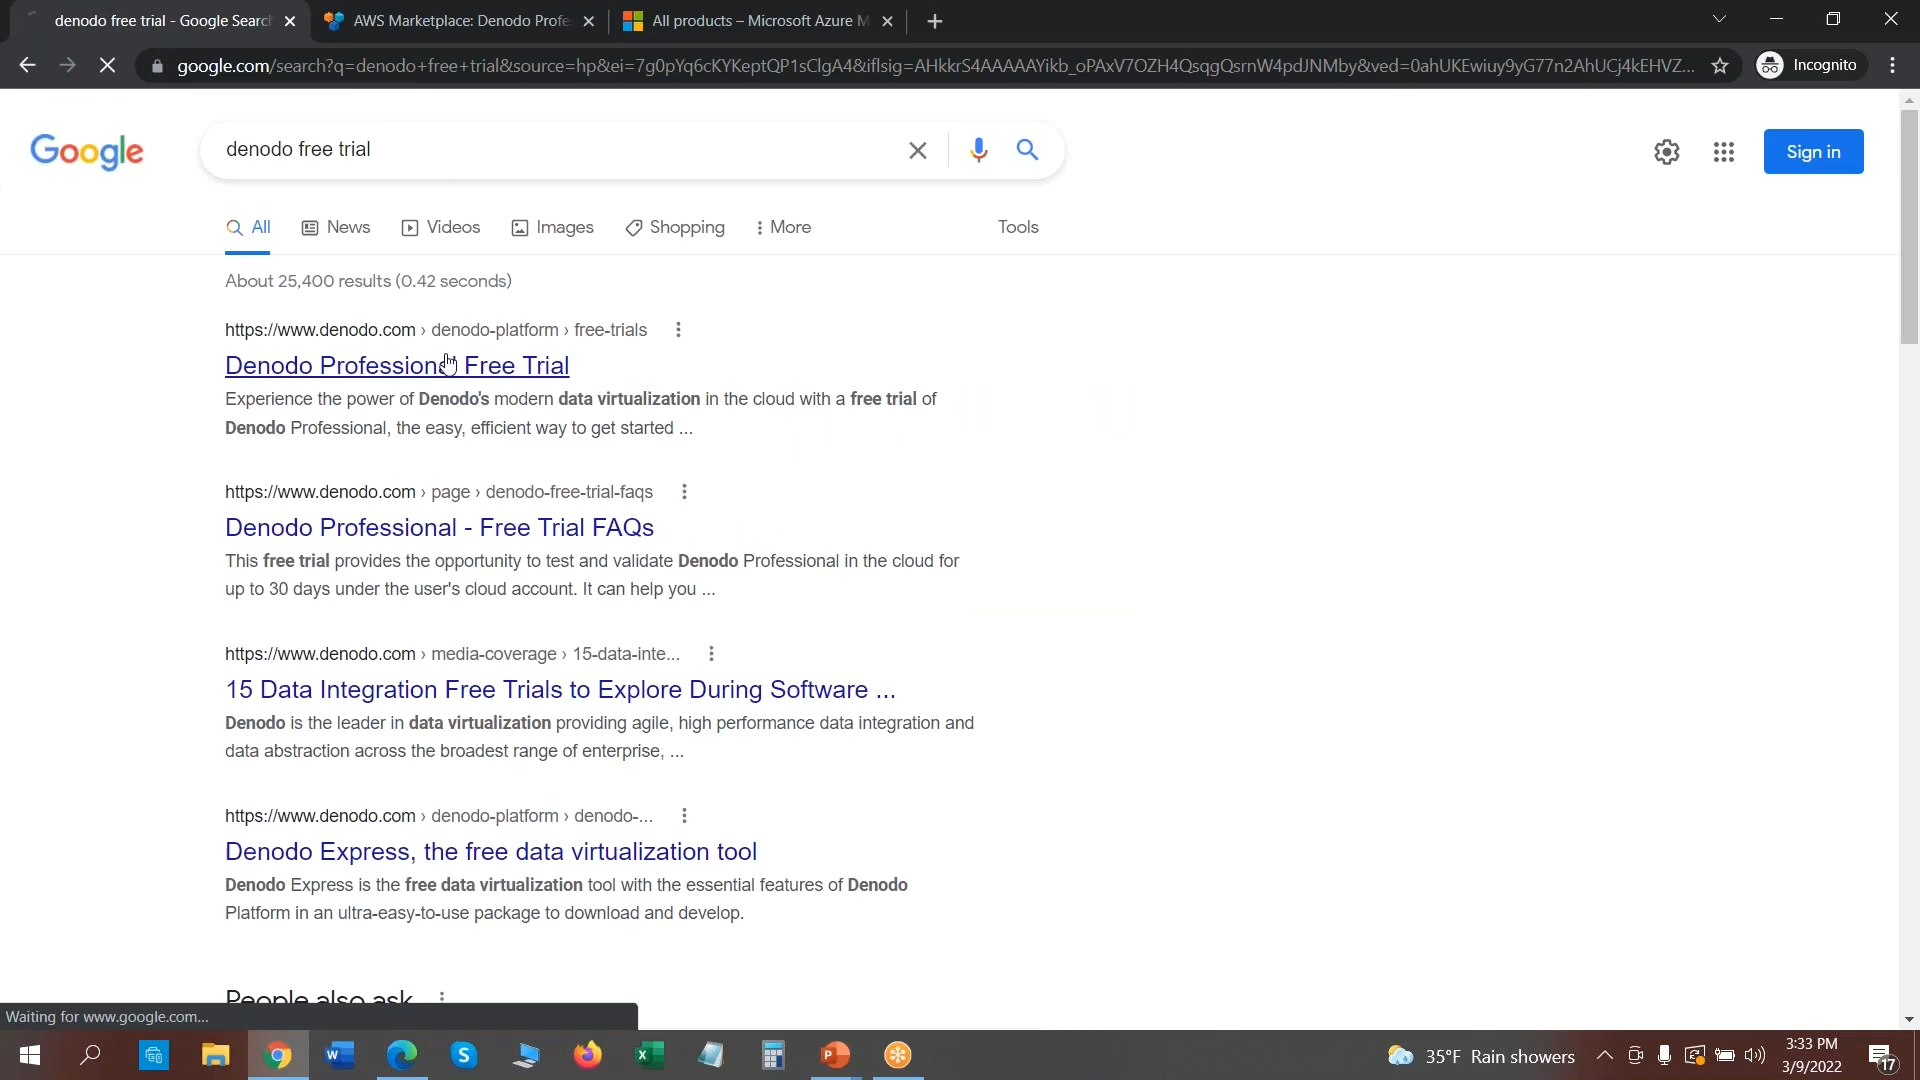 denodo free trial - Google Search
AWS Marketplace: Denodo Profe
All products – Microsoft Azure M
google.com/search?q=denodo+free+trial&source=hp&ei=7g0pYq6cKYKeptQP1sClgA4&iflsig=AHkkrS4AAAAAYikb_oPAxV7OZH4QsqgQsrnW4pdJNMby&ved=0ahUKEwiuy9yG77n2AhUCj4kEHVZ...
Incognito
Google
denodo free trial
Sign in
All
News
Videos
Images
Shopping
More
Tools
About 25,400 results (0.42 seconds)
https://www.denodo.com › denodo-platform › free-trials
Denodo Professional Free Trial
Experience the power of Denodo's modern data virtualization in the cloud with a free trial of
Denodo Professional, the easy, efficient way to get started ...
https://www.denodo.com › page › denodo-free-trial-faqs
Denodo Professional - Free Trial FAQs
This free trial provides the opportunity to test and validate Denodo Professional in the cloud for
up to 30 days under the user's cloud account. It can help you ...
https://www.denodo.com › media-coverage › 15-data-inte...
15 Data Integration Free Trials to Explore During Software ...
Denodo is the leader in data virtualization providing agile, high performance data integration and
data abstraction across the broadest range of enterprise, ...
https://www.denodo.com › denodo-platform › denodo-...
Denodo Express, the free data virtualization tool
Denodo Express is the free data virtualization tool with the essential features of Denodo
Platform in an ultra-easy-to-use package to download and develop.
People also ask
Waiting for www.google.com...
35°F Rain showers
3:33 PM
3/9/2022
17